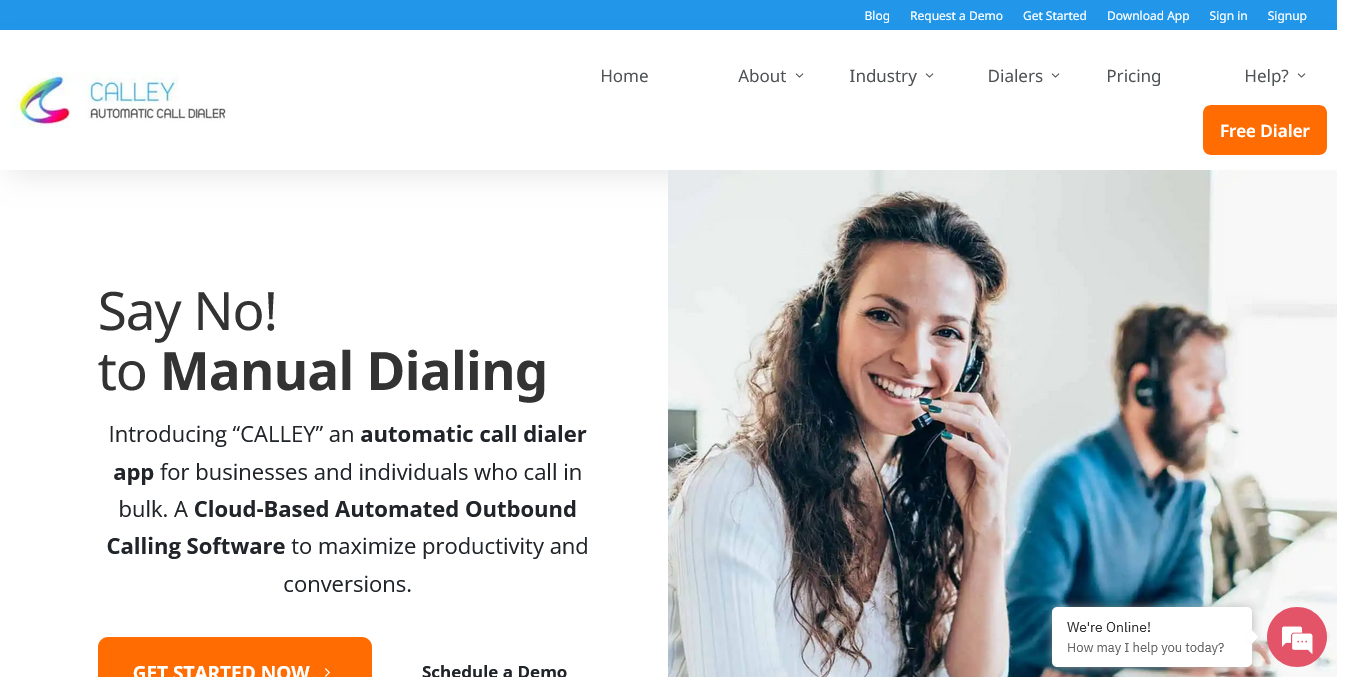 Blog Request a Demo Get Started Download App Sign in Signup
CALLEY
AUTOMATIC CALL DIALER
Home About Industry Dialers Pricing Help?
Free Dialer
Say No!
to Manual Dialing
Introducing “CALLEY” an automatic call dialer
app for businesses and individuals who call in
bulk. A Cloud-Based Automated Outbound
Calling Software to maximize productivity and
conversions.
GET STARTED NOW
Schedule a Demo
We're Online!
How may I help you today?